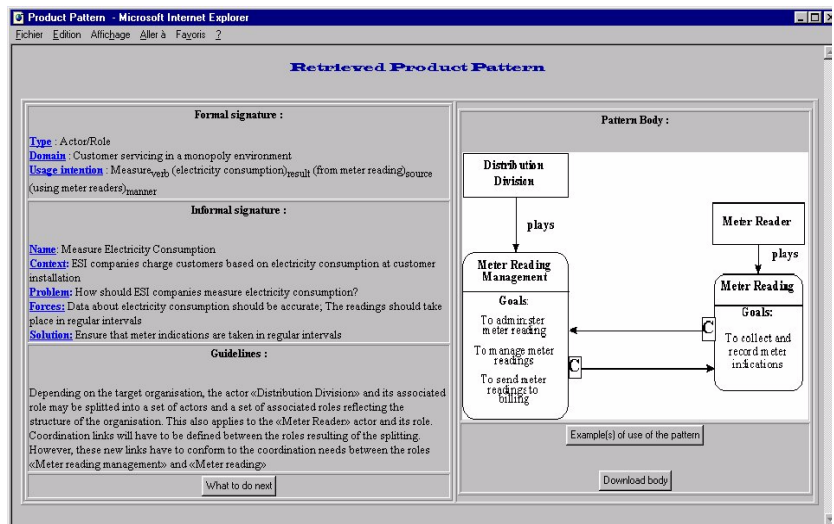 Product Pattern - Microsoft Internet Explorer
Fichier Edition Affichage Aller à Favoris ?
Retrieved Product Pattern
Formal signature :
Type : Actor/Role
Domain : Customer servicing in a monopoly environment
Usage intention : Measure verb (electricity consumption) result (from meter reading) source
(using meter readers) manner
Informal signature :
Name: Measure Electricity Consumption
Context: ESI companies charge customers based on electricity consumption at customer
installation
Problem: How should ESI companies measure electricity consumption?
Forces: Data about electricity consumption should be accurate; The readings should take
place in regular intervals
Solution: Ensure that meter indications are taken in regular intervals
Guidelines :
Depending on the target organisation, the actor «Distribution Division» and its associated
role may be splitted into a set of actors and a set of associated roles reflecting the
structure of the organisation. This also applies to the «Meter Reader» actor and its role.
Coordination links will have to be defined between the roles resulting of the splitting.
However, these new links have to conform to the coordination needs between the roles
«Meter reading management» and «Meter reading»
What to do next
Pattern Body :
Distribution
Division
plays
Meter Reading
Management
Goals:
To administer
meter reading
To manage meter
readings
To send meter
readings to
billing
Meter Reader
plays
Meter Reading
Goals:
To collect and
record meter
indications
C
C
Example(s) of use of the pattern
Download body